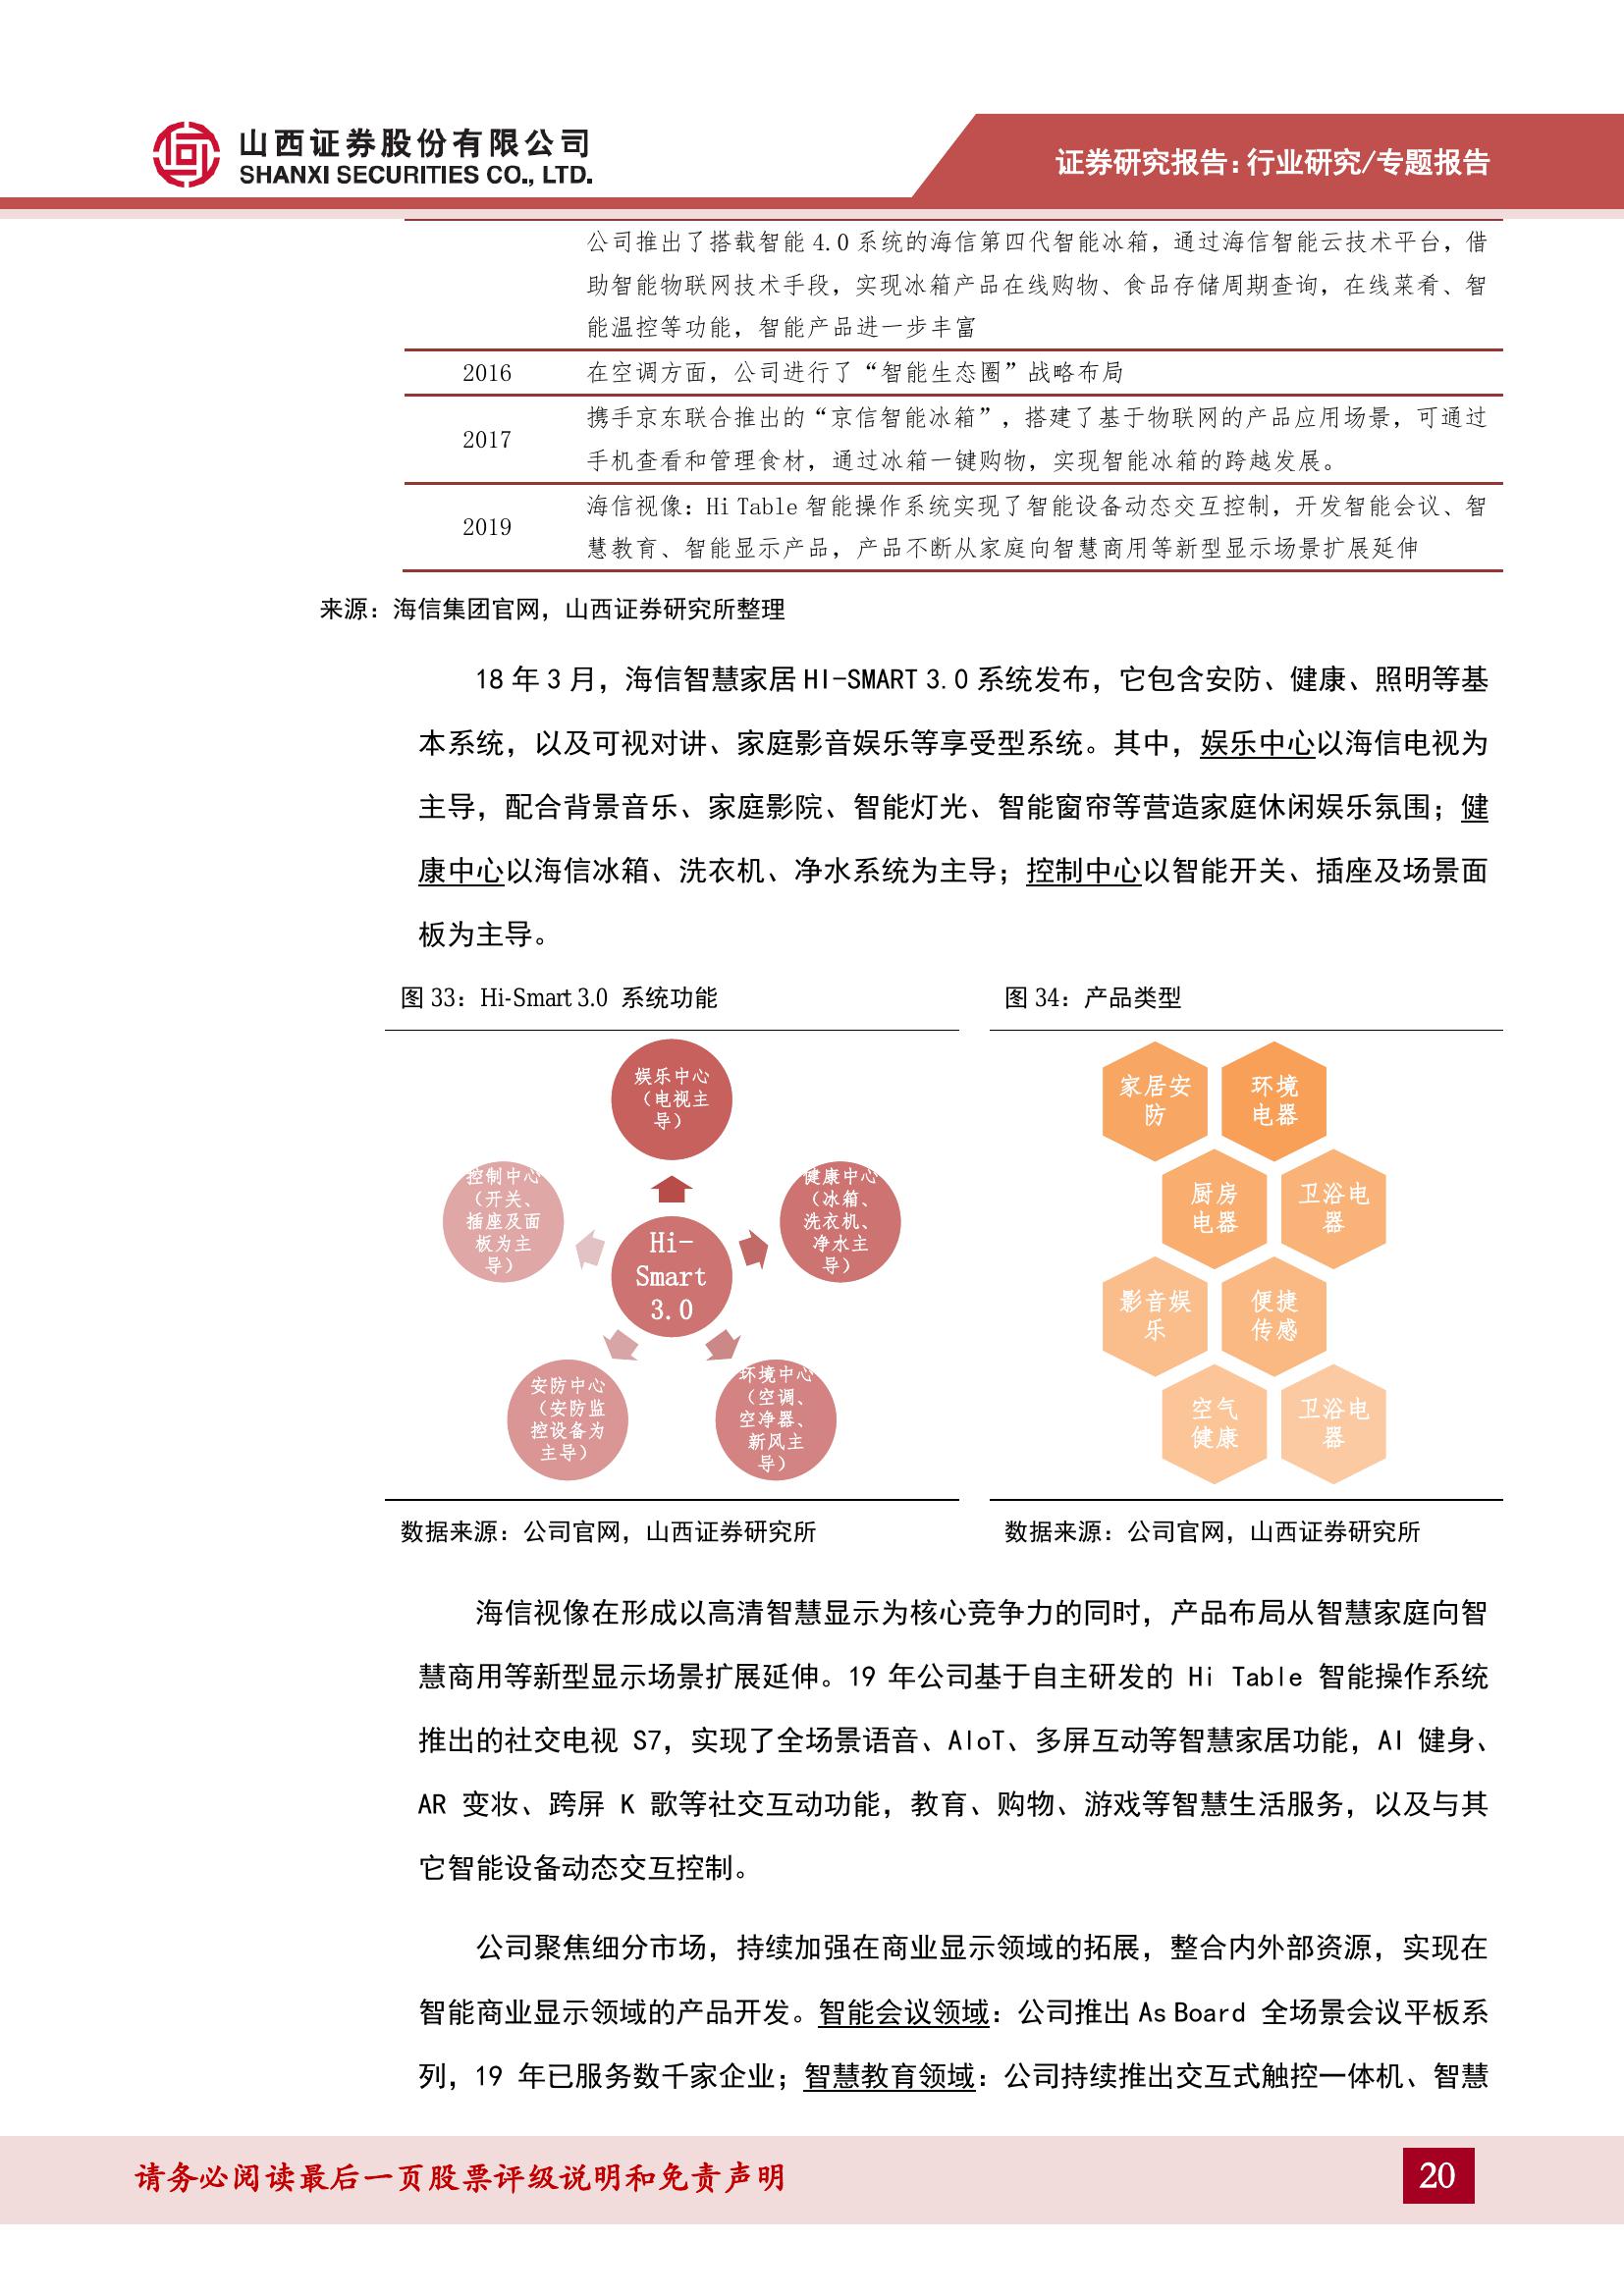 山西证券股份有限公司
SHANXI SECURITIES CO., LTD.
证券研究报告：行业研究/专题报告
公司推出了搭载智能 4.0 系统的海信第四代智能冰箱，通过海信智能云技术平台，借
助智能物联网技术手段，实现冰箱产品在线购物、食品存储周期查询，在线菜肴、智
能温控等功能，智能产品进一步丰富
2016 在空调方面，公司进行了“智能生态圈”战略布局
携手京东联合推出的“京信智能冰箱”，搭建了基于物联网的产品应用场景，可通过
2017
手机查看和管理食材，通过冰箱一键购物，实现智能冰箱的跨越发展。
海信视像：Hi Table 智能操作系统实现了智能设备动态交互控制，开发智能会议、智
2019
慧教育、智能显示产品，产品不断从家庭向智慧商用等新型显示场景扩展延伸
来源：海信集团官网，山西证券研究所整理
18 年 3 月，海信智慧家居 HI-SMART 3.0 系统发布，它包含安防、健康、照明等基
本系统，以及可视对讲、家庭影音娱乐等享受型系统。其中，娱乐中心以海信电视为
主导，配合背景音乐、家庭影院、智能灯光、智能窗帘等营造家庭休闲娱乐氛围；健
康中心以海信冰箱、洗衣机、净水系统为主导；控制中心以智能开关、插座及场景面
板为主导。
图 33：Hi-Smart 3.0 系统功能
娱乐中心
（电视主
导）
控制中心
（开关、
插座及面
板为主
导）
健康中心
（冰箱、
洗衣机、
净水主
导）
Hi-
Smart
3.0
安防中心
（安防监
控设备为
主导）
环境中心
（空调、
空净器、
新风主
导）
数据来源：公司官网，山西证券研究所
图 34：产品类型
家居安
防
环境
电器
厨房
电器
卫浴电
器
影音娱
乐
便捷
传感
空气
健康
卫浴电
器
数据来源：公司官网，山西证券研究所
海信视像在形成以高清智慧显示为核心竞争力的同时，产品布局从智慧家庭向智
慧商用等新型显示场景扩展延伸。19 年公司基于自主研发的 Hi Table 智能操作系统
推出的社交电视 S7，实现了全场景语音、AIoT、多屏互动等智慧家居功能，AI 健身、
AR 变妆、跨屏 K 歌等社交互动功能，教育、购物、游戏等智慧生活服务，以及与其
它智能设备动态交互控制。
公司聚焦细分市场，持续加强在商业显示领域的拓展，整合内外部资源，实现在
智能商业显示领域的产品开发。智能会议领域：公司推出 As Board 全场景会议平板系
列，19 年已服务数千家企业；智慧教育领域：公司持续推出交互式触控一体机、智慧
请务必阅读最后一页股票评级说明和免责声明
20